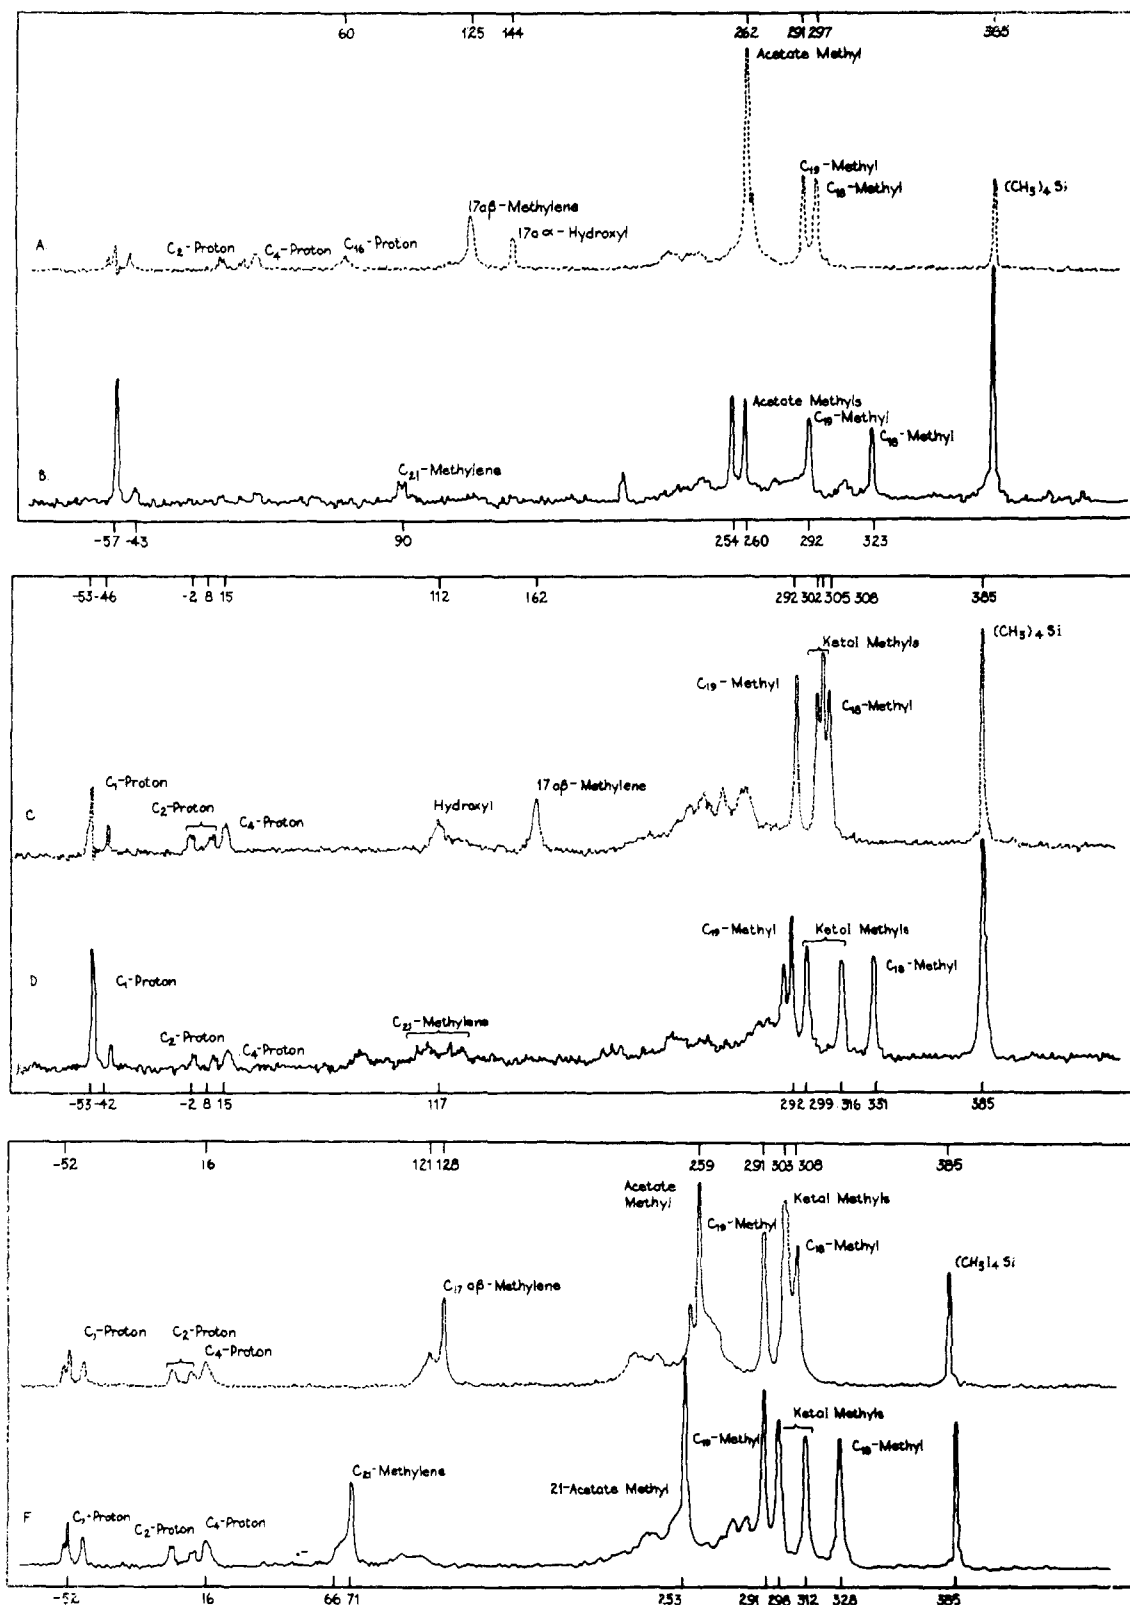 60 125 144 262 291 297 385
Acetate Methyl
C19-Methyl
C18-Methyl
(CH3)4 Si
17aβ-Methylene
17a α-Hydroxyl
A. C2-Proton C4-Proton C16-Proton
Acetate Methyls
C19-Methyl
C18-Methyl
C21-Methylene
B.
-57 -43 90 254 260 292 323
-53 -46 -2 8 15 112 162 292 302 305 308 385
(CH3)4 Si
Ketal Methyls
C19-Methyl
C18-Methyl
C1-Proton
C2-Proton
C4-Proton
Hydroxyl
17aβ-Methylene
C
C19-Methyl Ketal Methyls
C18-Methyl
D C1-Proton
C21-Methylene
C2-Proton
C4-Proton
-53 -42 -2 8 15 117 292 299 316 331 385
-52 16 121 128 259 291 303 308 385
Acetate
Methyl
Ketal Methyls
C19-Methyl
C18-Methyl
(CH3)4 Si
C17 aβ-Methylene
C1-Proton C2-Proton
C4-Proton
Ketal Methyls
C19-Methyl C18-Methyl
C21-Methylene
21-Acetate Methyl
F C1-Proton
C2-Proton
C4-Proton
-52 16 66 71 253 291 298 312 328 385